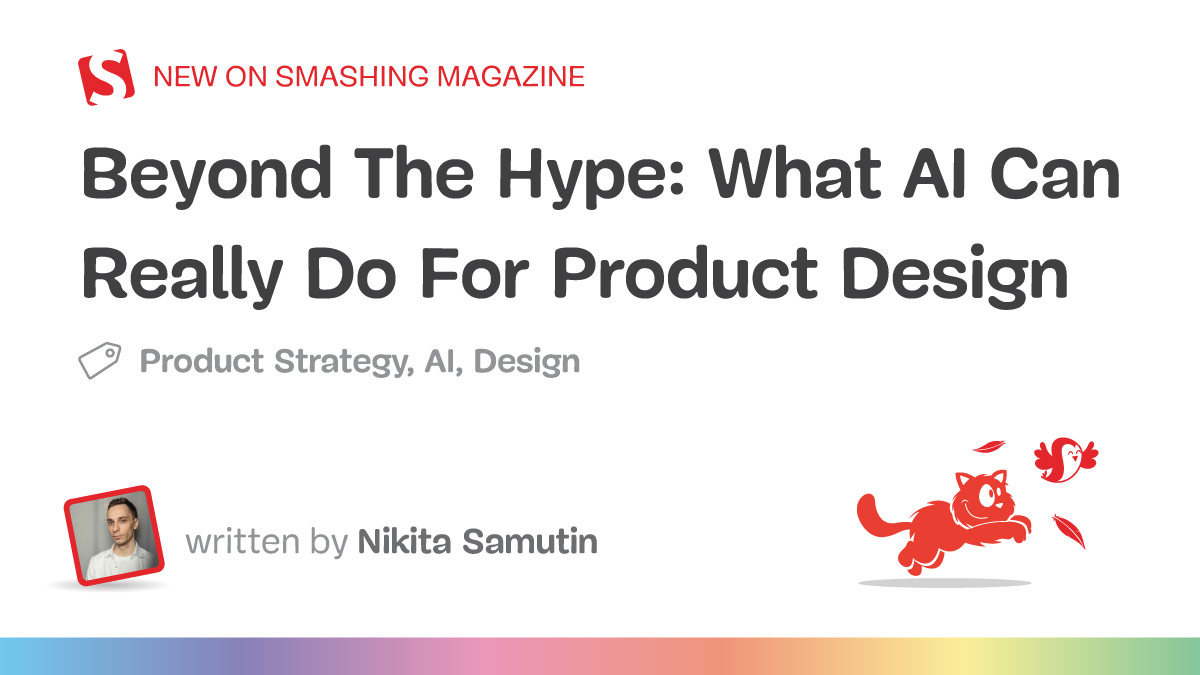 NEW ON SMASHING MAGAZINE
Beyond The Hype: What AI Can
Really Do For Product Design
Product Strategy, AI, Design
written by Nikita Samutin